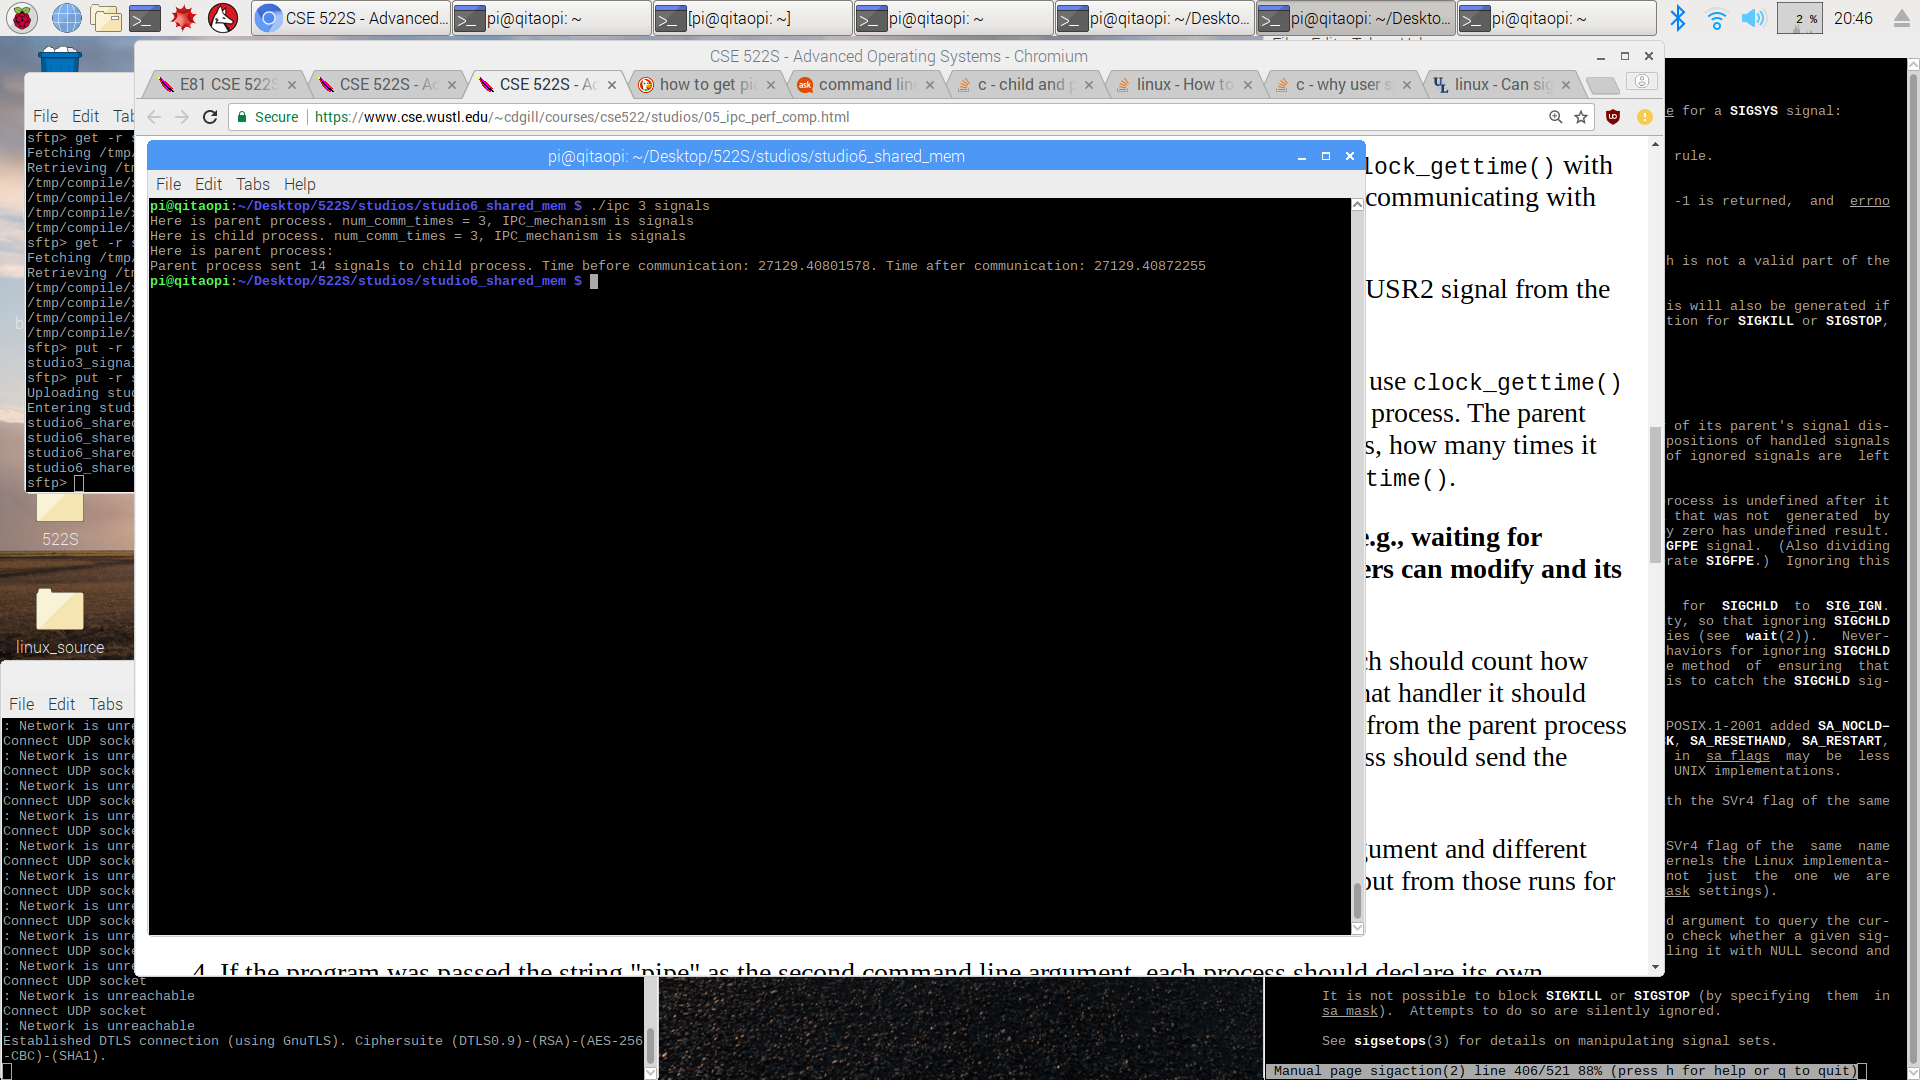 CSE 522S - Advanced...
pi@qitaopi: ~
[pi@qitaopi: ~]
pi@qitaopi: ~
pi@qitaopi: ~/Deskto...
pi@qitaopi: ~/Deskto...
pi@qitaopi: ~
2 %
20:46
CSE 522S - Advanced Operating Systems - Chromium
E81 CSE 522S
CSE 522S - A
CSE 522S - A
how to get pi
command line
c - child and p
linux - How to
c - why user s
linux - Can sig
Secure
https://www.cse.wustl.edu/~cdgill/courses/cse522/studios/05_ipc_perf_comp.html
pi@qitaopi: ~/Desktop/522S/studios/studio6_shared_mem
File Edit Tabs Help
pi@qitaopi:~/Desktop/522S/studios/studio6_shared_mem $ ./ipc 3 signals
Here is parent process. num_comm_times = 3, IPC_mechanism is signals
Here is child process. num_comm_times = 3, IPC_mechanism is signals
Here is parent process:
Parent process sent 14 signals to child process. Time before communication: 27129.40801578. Time after communication: 27129.40872255
pi@qitaopi:~/Desktop/522S/studios/studio6_shared_mem $
lock_gettime() with
communicating with
USR2 signal from the
use clock_gettime()
process. The parent
s, how many times it
time().
e.g., waiting for
ers can modify and its
ch should count how
hat handler it should
from the parent process
ss should send the
gument and different
put from those runs for
4. If the program was passed the string "pipe" as the second command line argument, each process should declare its own
File Edit Tab
sftp> get -r s
Fetching /tmp/
Retrieving /tm
/tmp/compile/
/tmp/compile/
/tmp/compile/
/tmp/compile/
sftp> get -r s
Fetching /tmp/
Retrieving /tm
/tmp/compile/
/tmp/compile/
/tmp/compile/
/tmp/compile/
sftp> put -r s
studio3_signal
sftp> put -r s
Uploading stud
Entering studi
studio6_shared
studio6_shared
studio6_shared
studio6_shared
sftp>
522S
linux_source
File Edit Tabs
: Network is unre
Connect UDP socke
: Network is unre
Connect UDP socke
: Network is unre
Connect UDP socke
: Network is unre
Connect UDP socke
: Network is unre
Connect UDP socke
: Network is unre
Connect UDP socke
: Network is unre
Connect UDP socke
: Network is unre
Connect UDP socke
: Network is unre
Connect UDP socket
: Network is unreachable
Connect UDP socket
: Network is unreachable
Established DTLS connection (using GnuTLS). Ciphersuite (DTLS0.9)-(RSA)-(AES-256
-CBC)-(SHA1).
e for a SIGSYS signal:
rule.
-1 is returned, and errno
h is not a valid part of the
is will also be generated if
tion for SIGKILL or SIGSTOP,
of its parent's signal dis-
positions of handled signals
of ignored signals are left
rocess is undefined after it
that was not generated by
y zero has undefined result.
GFPE signal. (Also dividing
rate SIGFPE.) Ignoring this
for SIGCHLD to SIG_IGN.
ty, so that ignoring SIGCHLD
ies (see wait(2)). Never-
haviors for ignoring SIGCHLD
e method of ensuring that
is to catch the SIGCHLD sig-
POSIX.1-2001 added SA_NOCLD-
K, SA_RESETHAND, SA_RESTART,
in sa_flags may be less
UNIX implementations.
th the SVr4 flag of the same
SVr4 flag of the same name
ernels the Linux implementa-
not just the one we are
ask settings).
d argument to query the cur-
o check whether a given sig-
ling it with NULL second and
It is not possible to block SIGKILL or SIGSTOP (by specifying them in
sa_mask). Attempts to do so are silently ignored.
See sigsetops(3) for details on manipulating signal sets.
Manual page sigaction(2) line 406/521 88% (press h for help or q to quit)